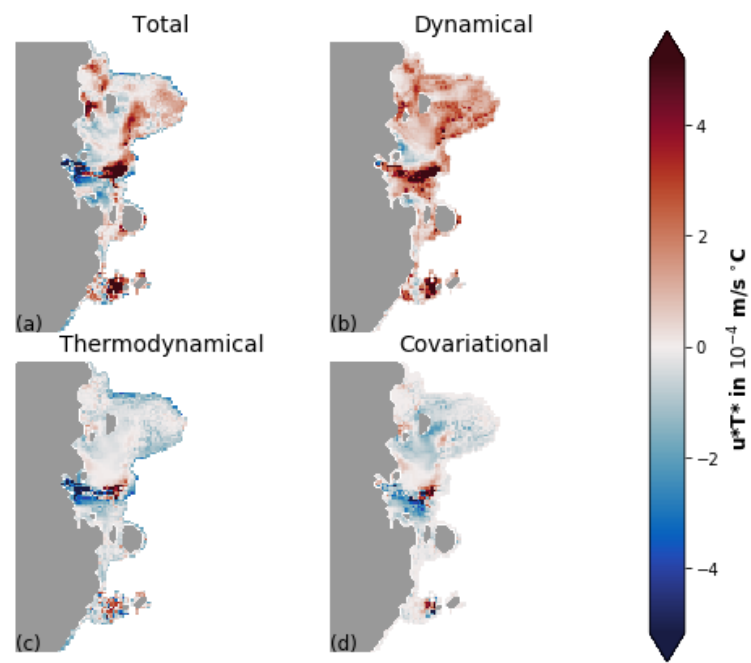 Total
Dynamical
(a)
(b)
Thermodynamical
Covariational
(c)
(d)
4
2
0
−2
−4
u*T* in 10⁻⁴ m/s °C